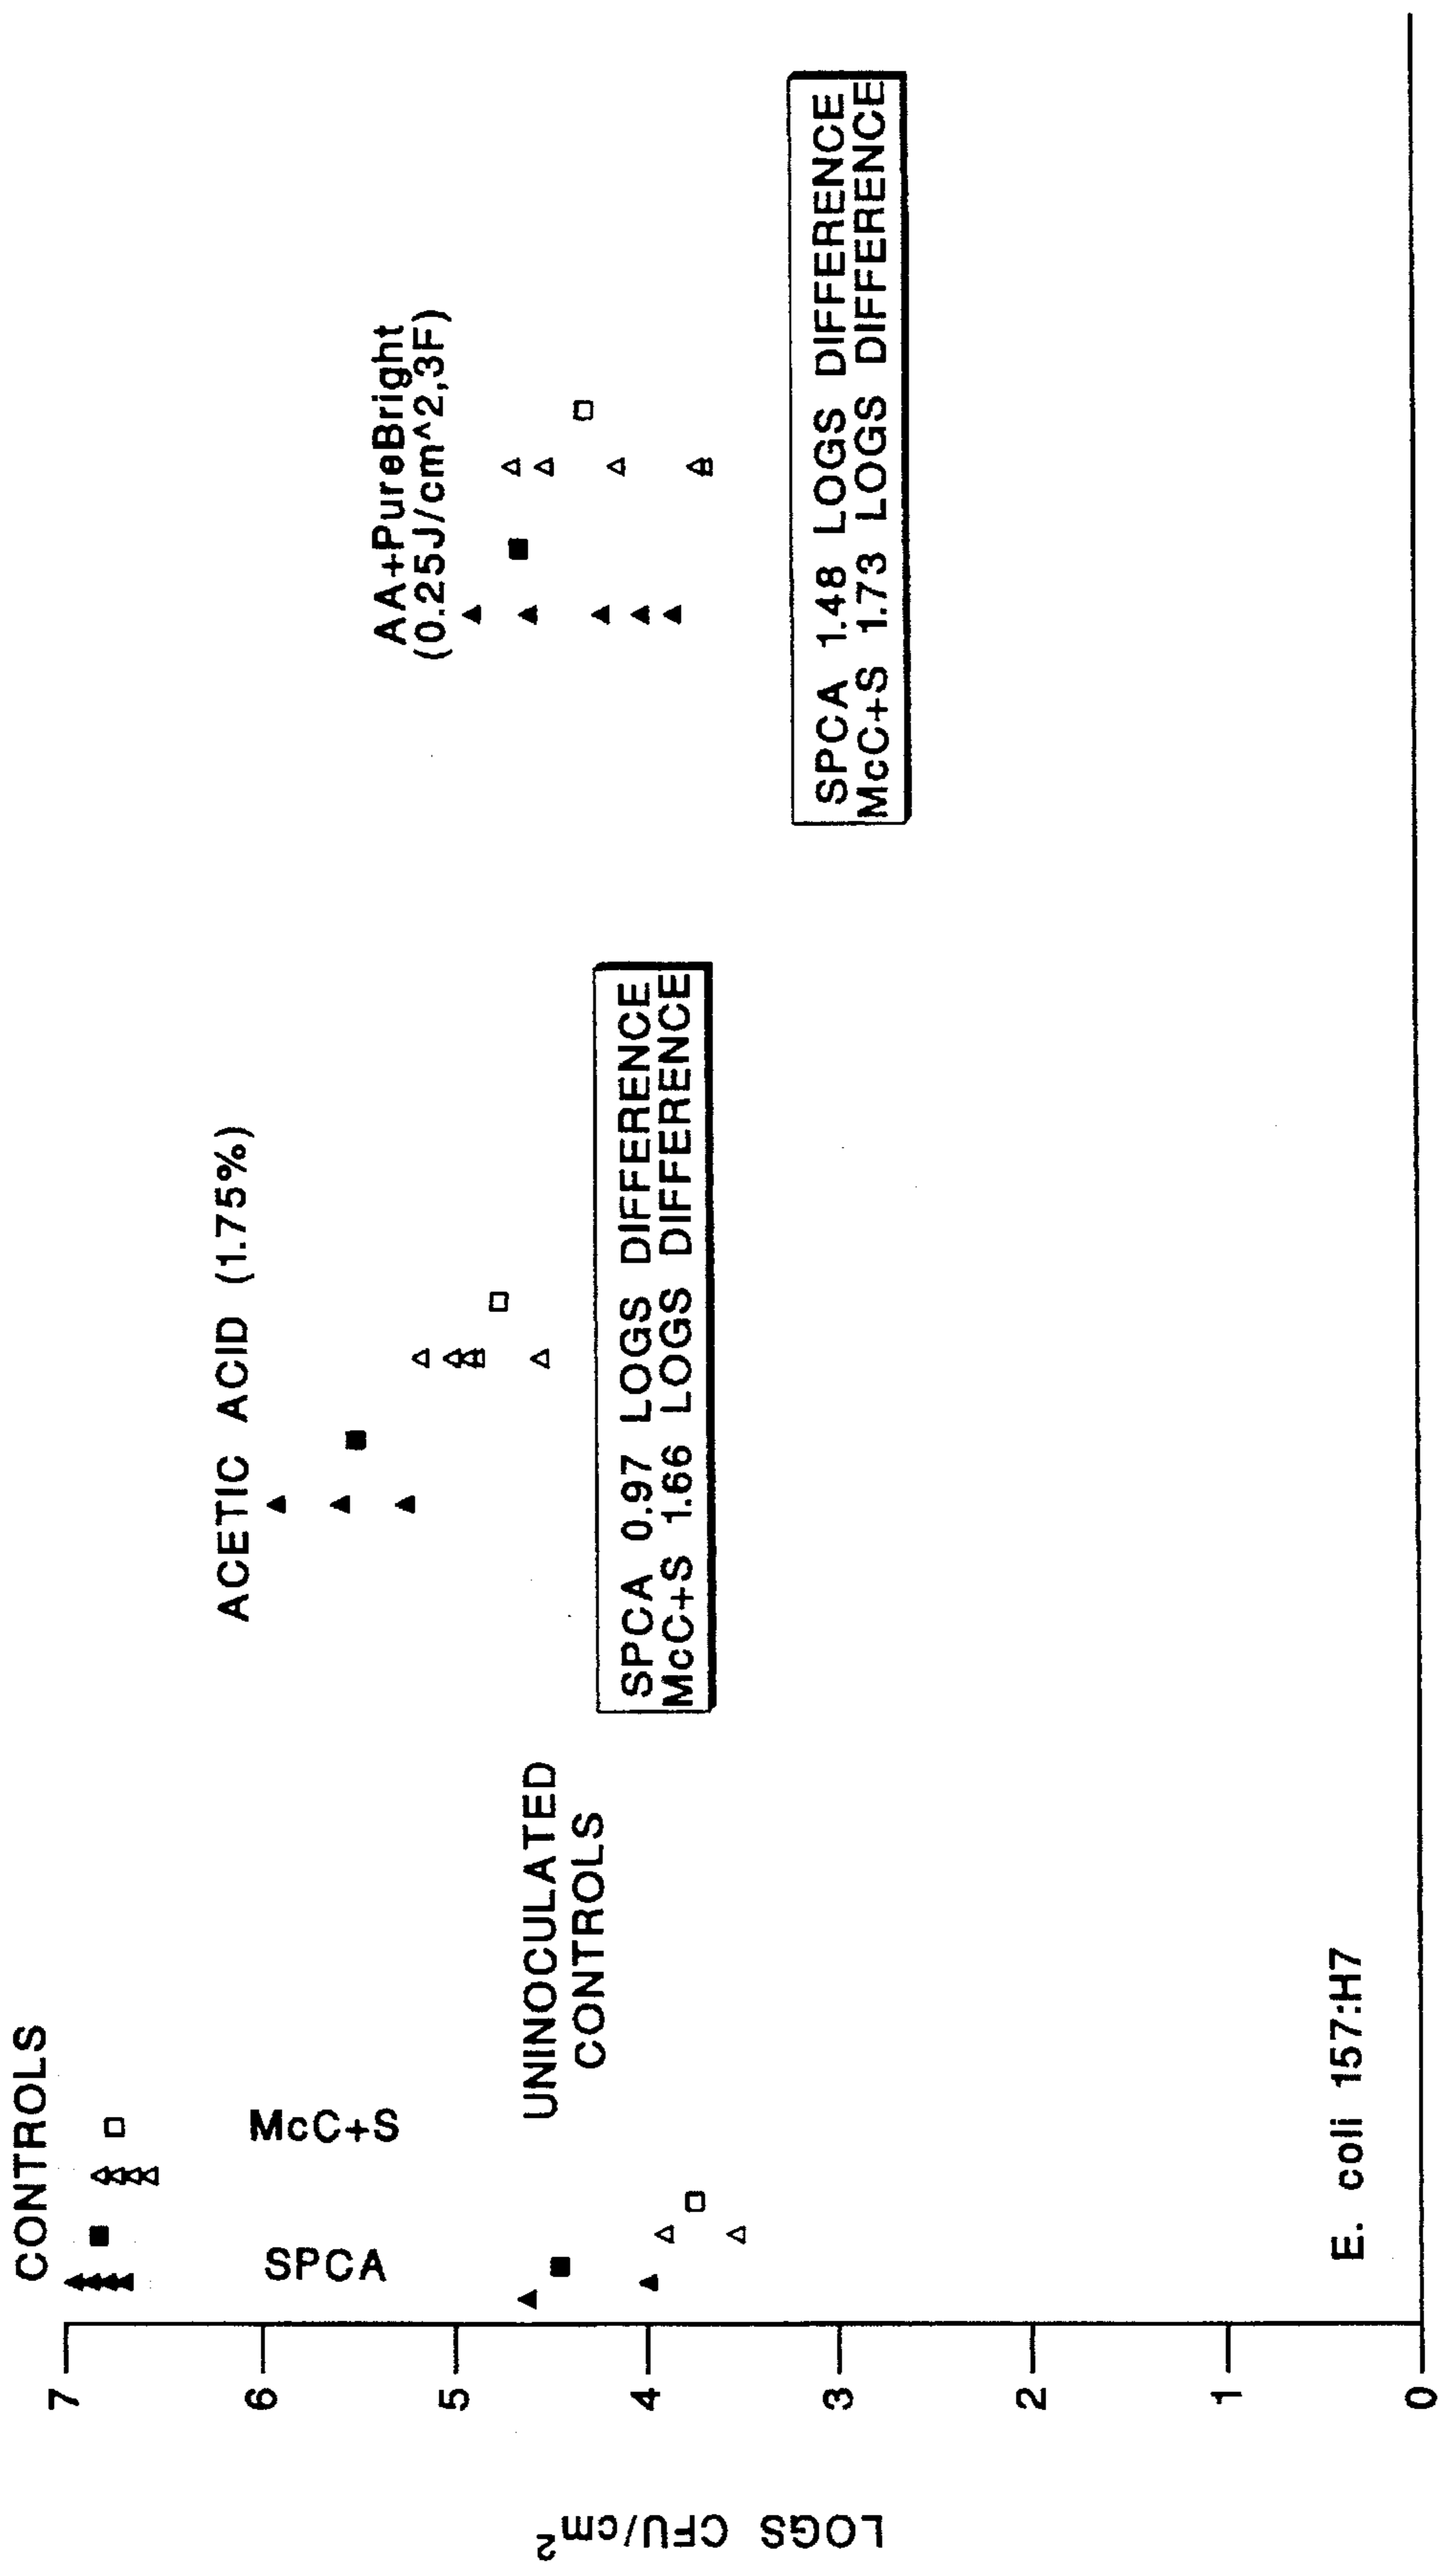 CONTROLS
McC+S
SPCA
UNINOCULATED
CONTROLS
ACETIC ACID (1.75%)
SPCA 0.97 LOGS DIFFERENCE
McC+S 1.66 LOGS DIFFERENCE
AA+PureBright
(0.25J/cm^2,3F)
SPCA 1.48 LOGS DIFFERENCE
McC+S 1.73 LOGS DIFFERENCE
E. coli 157:H7
7
6
5
4
3
2
1
0
LOGS CFU/cm²